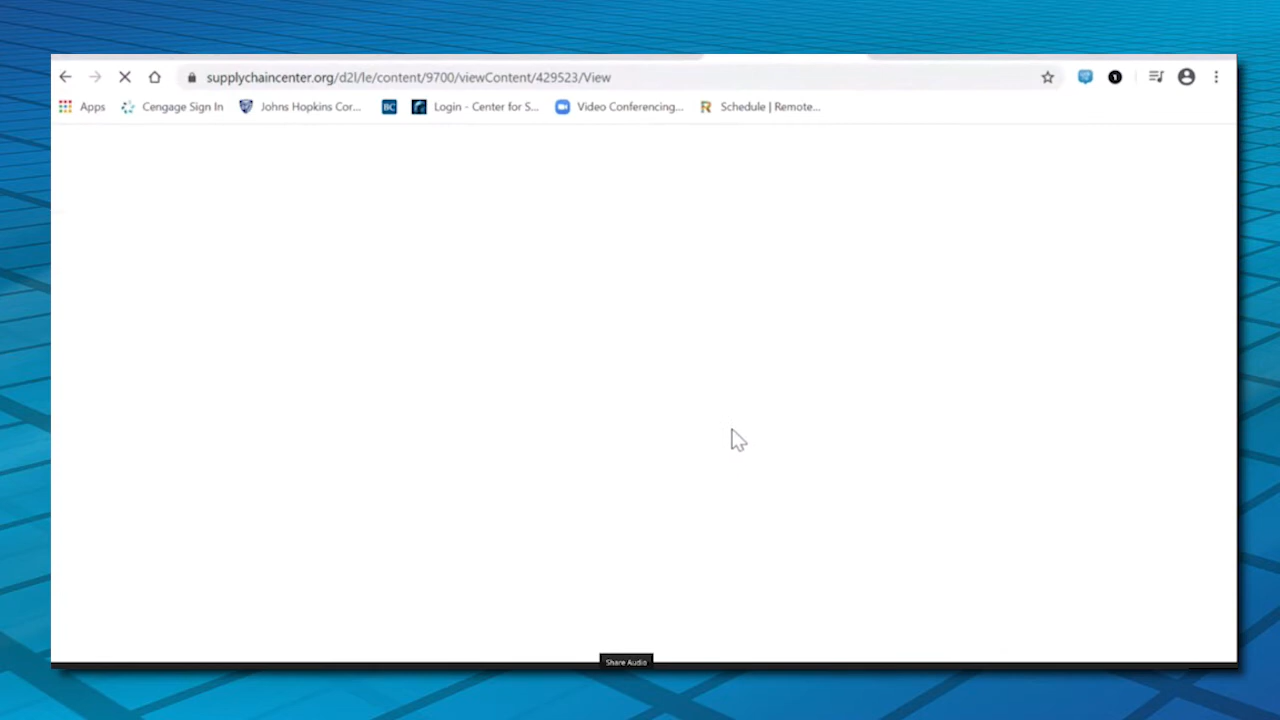 supplychaincenter.org/d2l/le/content/9700/viewContent/429523/View
Apps Cengage Sign In Johns Hopkins Cor... BC Login - Center for S... Video Conferencing... Schedule | Remote...
Share Audio